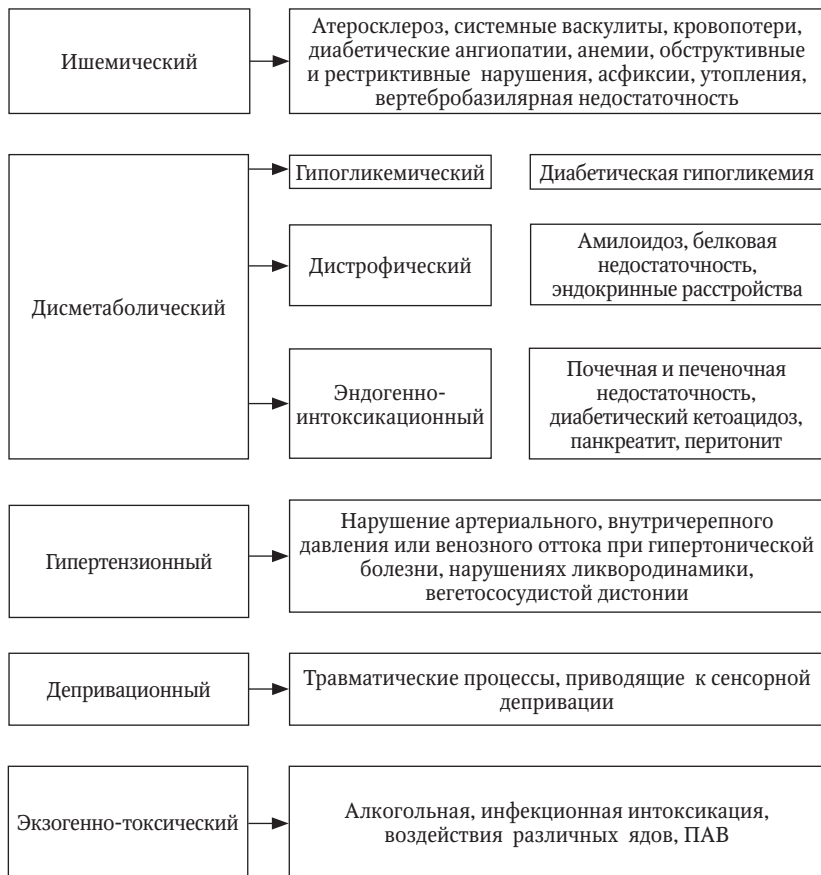 Ишемический
Атеросклероз, системные васкулиты, кровопотери,
диабетические ангиопатии, анемии, обструктивные
и рестриктивные нарушения, асфиксии, утопления,
вертебробазилярная недостаточность
Дисметаболический
Гипогликемический
Диабетическая гипогликемия
Дистрофический
Амилоидоз, белковая
недостаточность,
эндокринные расстройства
Эндогенно-
интоксикационный
Почечная и печеночная
недостаточность,
диабетический кетоацидоз,
панкреатит, перитонит
Гипертензионный
Нарушение артериального, внутричерепного
давления или венозного оттока при гипертонической
болезни, нарушениях ликвородинамики,
вегетососудистой дистонии
Депривационный
Травматические процессы, приводящие к сенсорной
депривации
Экзогенно-токсический
Алкогольная, инфекционная интоксикация,
воздействия различных ядов, ПАВ